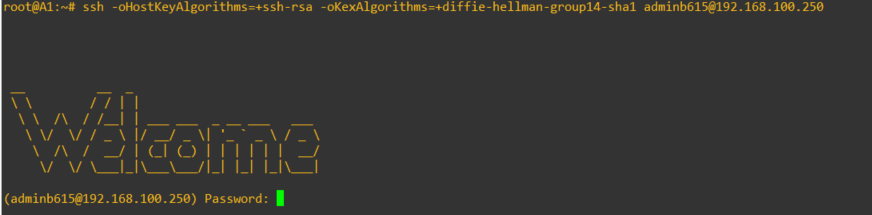 root@A1:~# ssh -oHostKeyAlgorithms=+ssh-rsa -oKexAlgorithms=+diffie-hellman-group14-sha1 adminb615@192.168.100.250
Welcome
(adminb615@192.168.100.250) Password: